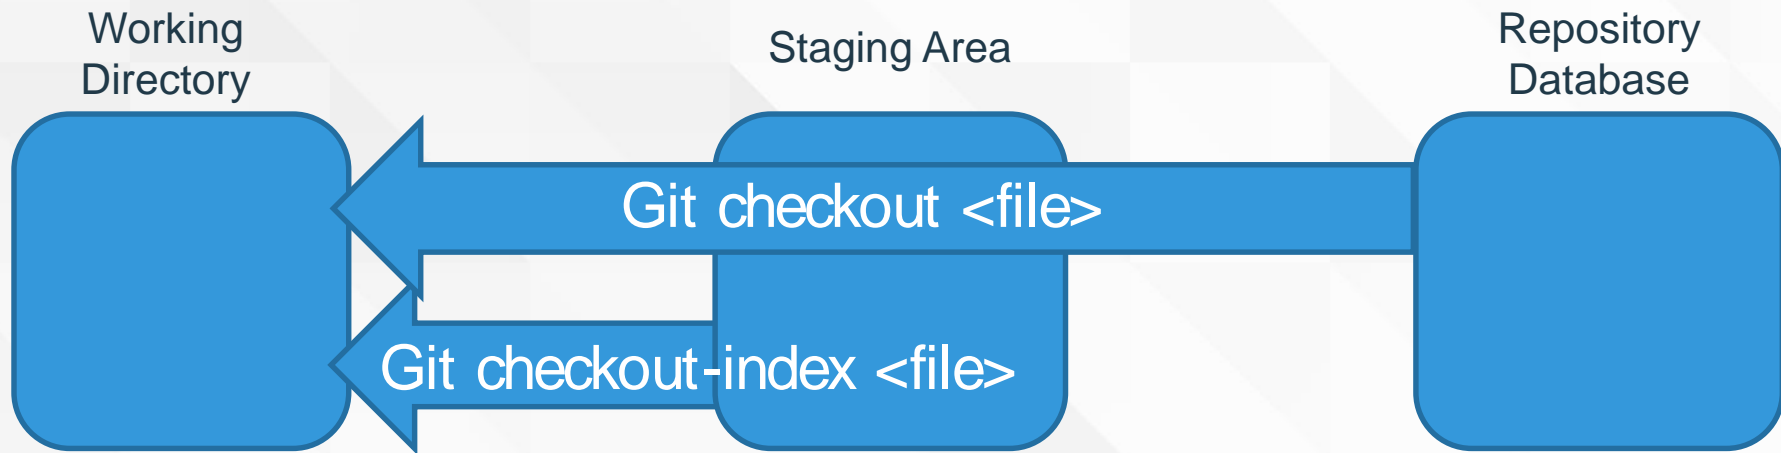 Working
Directory
Staging Area
Repository
Database
Git checkout <file>
Git checkout-index <file>